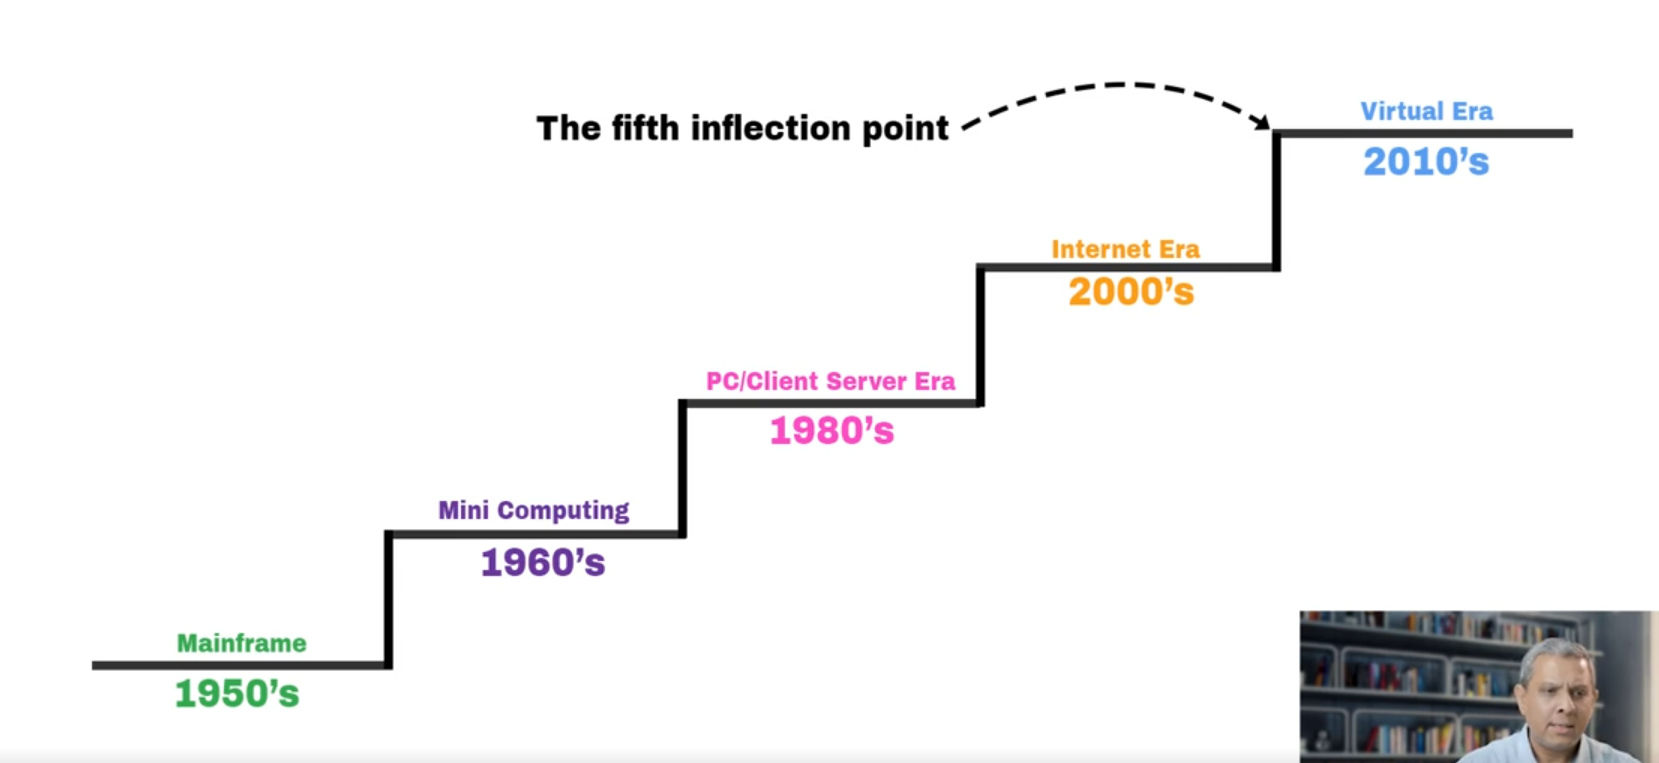 The fifth inflection point
Virtual Era
2010’s
Internet Era
2000’s
PC/Client Server Era
1980’s
Mini Computing
1960’s
Mainframe
1950’s